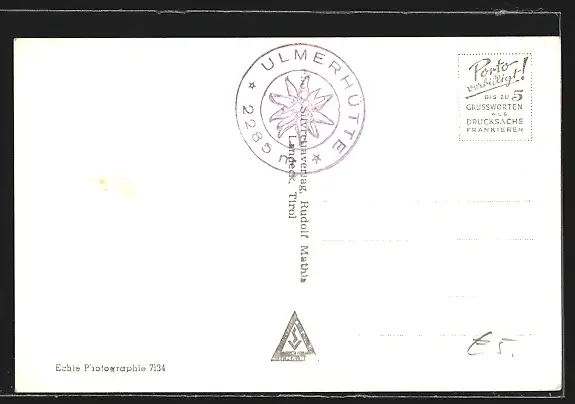 ULMERHÜTTE
2285 m
Porto
verbilligt!
BIS ZU 5
GRUSSWORTEN
ALS
DRUCKSACHE
FRANKIEREN
Silvrettaverlag, Rudolf Mathis
Landeck, Tirol
Echte Photographie 7134
€ 5.